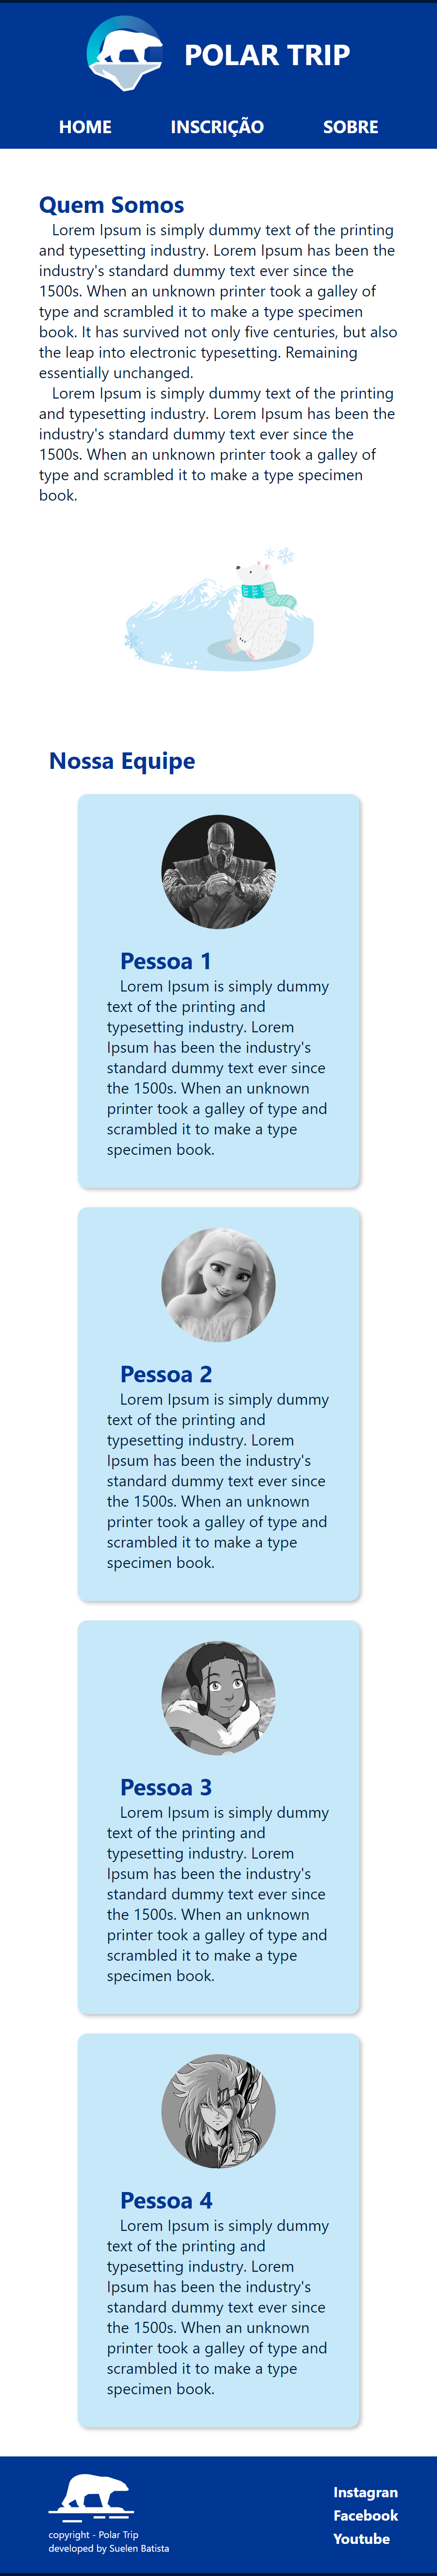 POLAR TRIP
HOME INSCRIÇÃO SOBRE
Quem Somos
Lorem Ipsum is simply dummy text of the printing
and typesetting industry. Lorem Ipsum has been the
industry's standard dummy text ever since the
1500s. When an unknown printer took a galley of
type and scrambled it to make a type specimen
book. It has survived not only five centuries, but also
the leap into electronic typesetting. Remaining
essentially unchanged.
Lorem Ipsum is simply dummy text of the printing
and typesetting industry. Lorem Ipsum has been the
industry's standard dummy text ever since the
1500s. When an unknown printer took a galley of
type and scrambled it to make a type specimen
book.
Nossa Equipe
Pessoa 1
Lorem Ipsum is simply dummy
text of the printing and
typesetting industry. Lorem
Ipsum has been the industry's
standard dummy text ever since
the 1500s. When an unknown
printer took a galley of type and
scrambled it to make a type
specimen book.
Pessoa 2
Lorem Ipsum is simply dummy
text of the printing and
typesetting industry. Lorem
Ipsum has been the industry's
standard dummy text ever since
the 1500s. When an unknown
printer took a galley of type and
scrambled it to make a type
specimen book.
Pessoa 3
Lorem Ipsum is simply dummy
text of the printing and
typesetting industry. Lorem
Ipsum has been the industry's
standard dummy text ever since
the 1500s. When an unknown
printer took a galley of type and
scrambled it to make a type
specimen book.
Pessoa 4
Lorem Ipsum is simply dummy
text of the printing and
typesetting industry. Lorem
Ipsum has been the industry's
standard dummy text ever since
the 1500s. When an unknown
printer took a galley of type and
scrambled it to make a type
specimen book.
copyright - Polar Trip
developed by Suelen Batista
Instagran
Facebook
Youtube